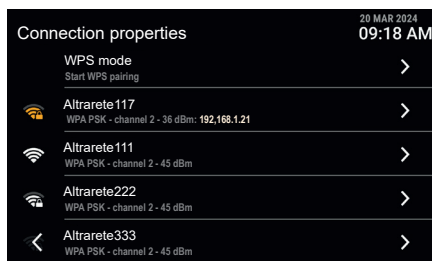 20 MAR 2024
Connection properties
09:18 AM
WPS mode
Start WPS pairing
Altrarete117
WPA PSK - channel 2 - 36 dBm: 192,168.1.21
Altrarete111
WPA PSK - channel 2 - 45 dBm
Altrarete222
WPA PSK - channel 2 - 45 dBm
Altrarete333
WPA PSK - channel 2 - 45 dBm